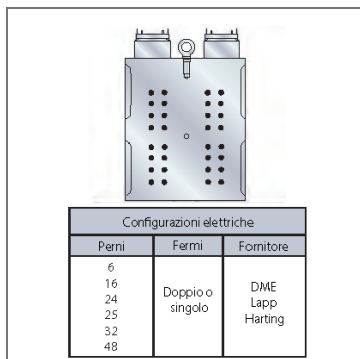 Configurazioni elettriche
Perni Fermi Fornitore
6
16
24
25
32
48
Doppio o
singolo
DME
Lapp
Harting